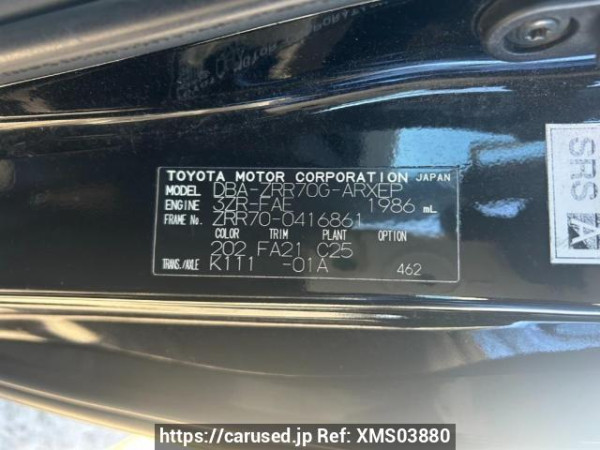 TOYOTA MOTOR CORPORATION JAPAN
MODEL DBA-ZRR70G-ARXEP
ENGINE 3ZR-FAE 1986 mL
FRAME No. ZRR70-0416861
COLOR TRIM PLANT OPTION
202 FA21 C25
TRANS./AXLE K111 -01A 462
SRS A
https://carused.jp Ref: XMS03880